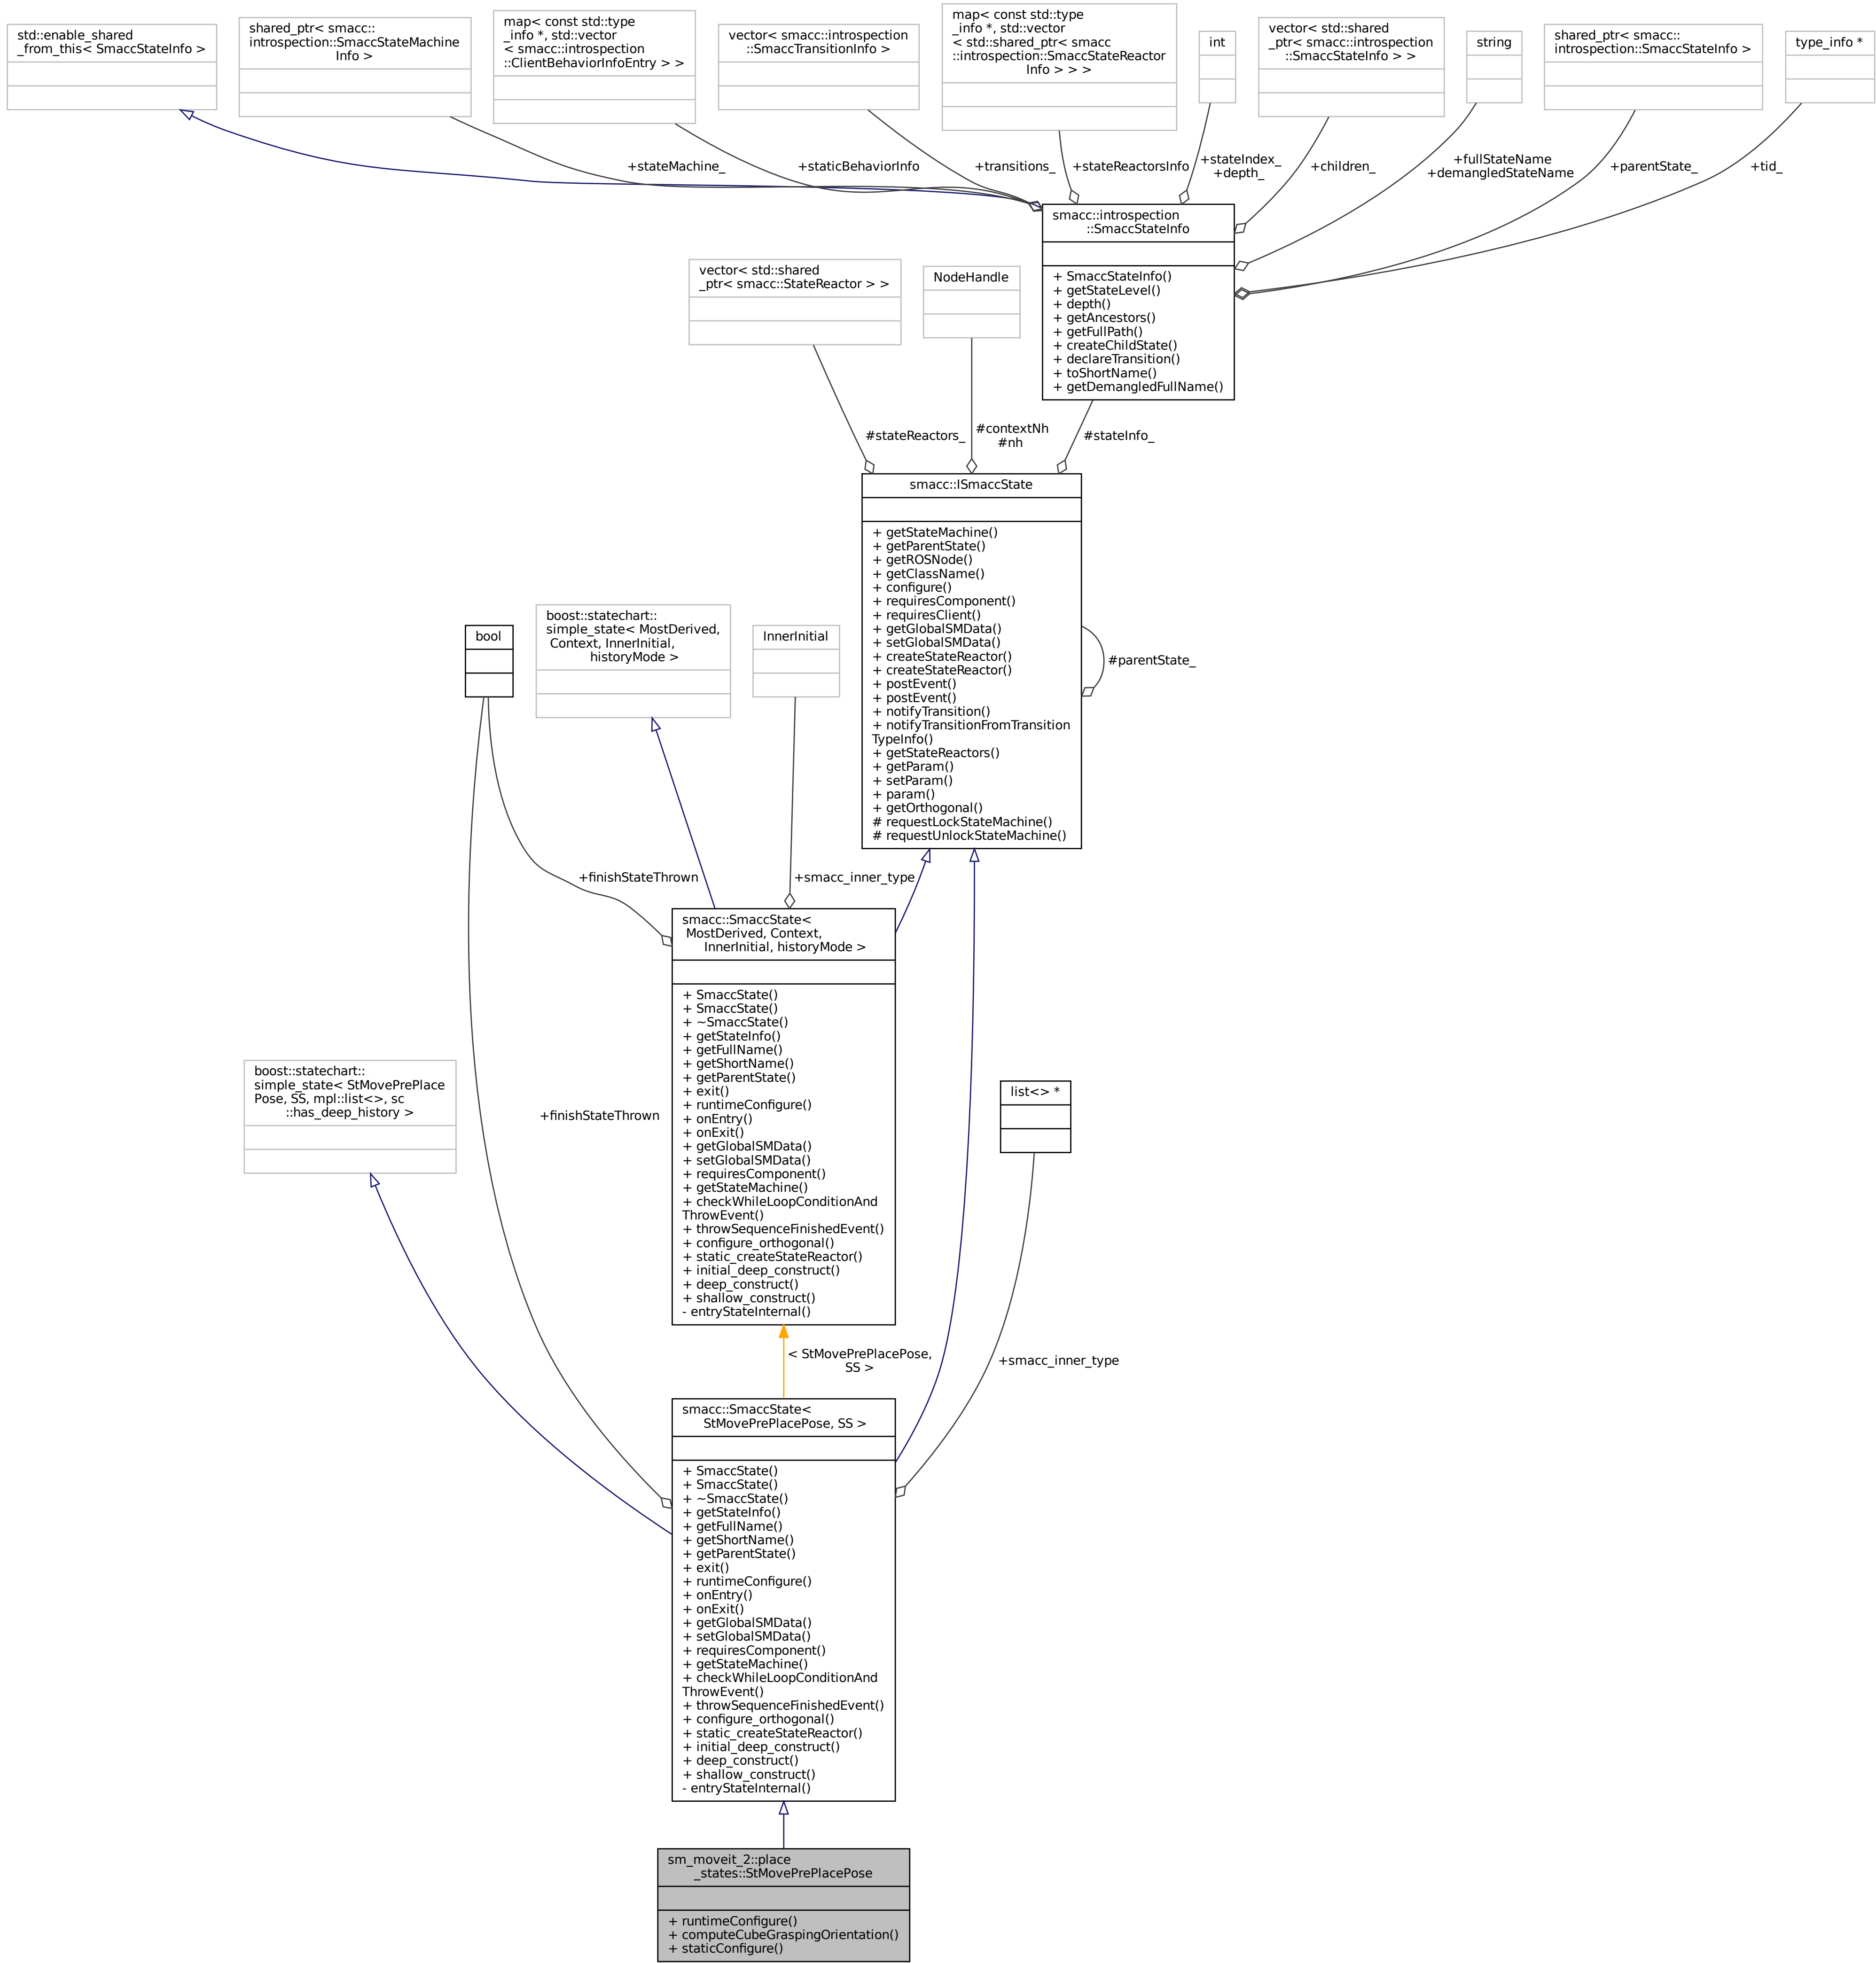 std::enable_shared
_from_this< SmaccStateInfo >
shared_ptr< smacc::
introspection::SmaccStateMachine
Info >
map< const std::type
_info *, std::vector
< smacc::introspection
::ClientBehaviorInfoEntry > >
vector< smacc::introspection
::SmaccTransitionInfo >
map< const std::type
_info *, std::vector
< std::shared_ptr< smacc
::introspection::SmaccStateReactor
Info > > >
int
vector< std::shared
_ptr< smacc::introspection
::SmaccStateInfo > >
string
shared_ptr< smacc::
introspection::SmaccStateInfo >
type_info *
+stateMachine_
+staticBehaviorInfo
+transitions_
+stateReactorsInfo
+stateIndex_
+depth_
+children_
+fullStateName
+demangledStateName
+parentState_
+tid_
smacc::introspection
::SmaccStateInfo
+ SmaccStateInfo()
+ getStateLevel()
+ depth()
+ getAncestors()
+ getFullPath()
+ createChildState()
+ declareTransition()
+ toShortName()
+ getDemangledFullName()
vector< std::shared
_ptr< smacc::StateReactor > >
NodeHandle
#stateReactors_
#contextNh
#nh
#stateInfo_
smacc::ISmaccState
+ getStateMachine()
+ getParentState()
+ getROSNode()
+ getClassName()
+ configure()
+ requiresComponent()
+ requiresClient()
+ getGlobalSMData()
+ setGlobalSMData()
+ createStateReactor()
+ createStateReactor()
+ postEvent()
+ postEvent()
+ notifyTransition()
+ notifyTransitionFromTransition
TypeInfo()
+ getStateReactors()
+ getParam()
+ setParam()
+ param()
+ getOrthogonal()
# requestLockStateMachine()
# requestUnlockStateMachine()
#parentState_
bool
boost::statechart::
simple_state< MostDerived,
Context, InnerInitial,
historyMode >
InnerInitial
+finishStateThrown
+smacc_inner_type
smacc::SmaccState<
MostDerived, Context,
InnerInitial, historyMode >
+ SmaccState()
+ SmaccState()
+ ~SmaccState()
+ getStateInfo()
+ getFullName()
+ getShortName()
+ getParentState()
+ exit()
+ runtimeConfigure()
+ onEntry()
+ onExit()
+ getGlobalSMData()
+ setGlobalSMData()
+ requiresComponent()
+ getStateMachine()
+ checkWhileLoopConditionAnd
ThrowEvent()
+ throwSequenceFinishedEvent()
+ configure_orthogonal()
+ static_createStateReactor()
+ initial_deep_construct()
+ deep_construct()
+ shallow_construct()
- entryStateInternal()
boost::statechart::
simple_state< StMovePrePlace
Pose, SS, mpl::list<>, sc
::has_deep_history >
+finishStateThrown
list<> *
< StMovePrePlacePose,
SS >
+smacc_inner_type
smacc::SmaccState<
StMovePrePlacePose, SS >
+ SmaccState()
+ SmaccState()
+ ~SmaccState()
+ getStateInfo()
+ getFullName()
+ getShortName()
+ getParentState()
+ exit()
+ runtimeConfigure()
+ onEntry()
+ onExit()
+ getGlobalSMData()
+ setGlobalSMData()
+ requiresComponent()
+ getStateMachine()
+ checkWhileLoopConditionAnd
ThrowEvent()
+ throwSequenceFinishedEvent()
+ configure_orthogonal()
+ static_createStateReactor()
+ initial_deep_construct()
+ deep_construct()
+ shallow_construct()
- entryStateInternal()
sm_moveit_2::place
_states::StMovePrePlacePose
+ runtimeConfigure()
+ computeCubeGraspingOrientation()
+ staticConfigure()